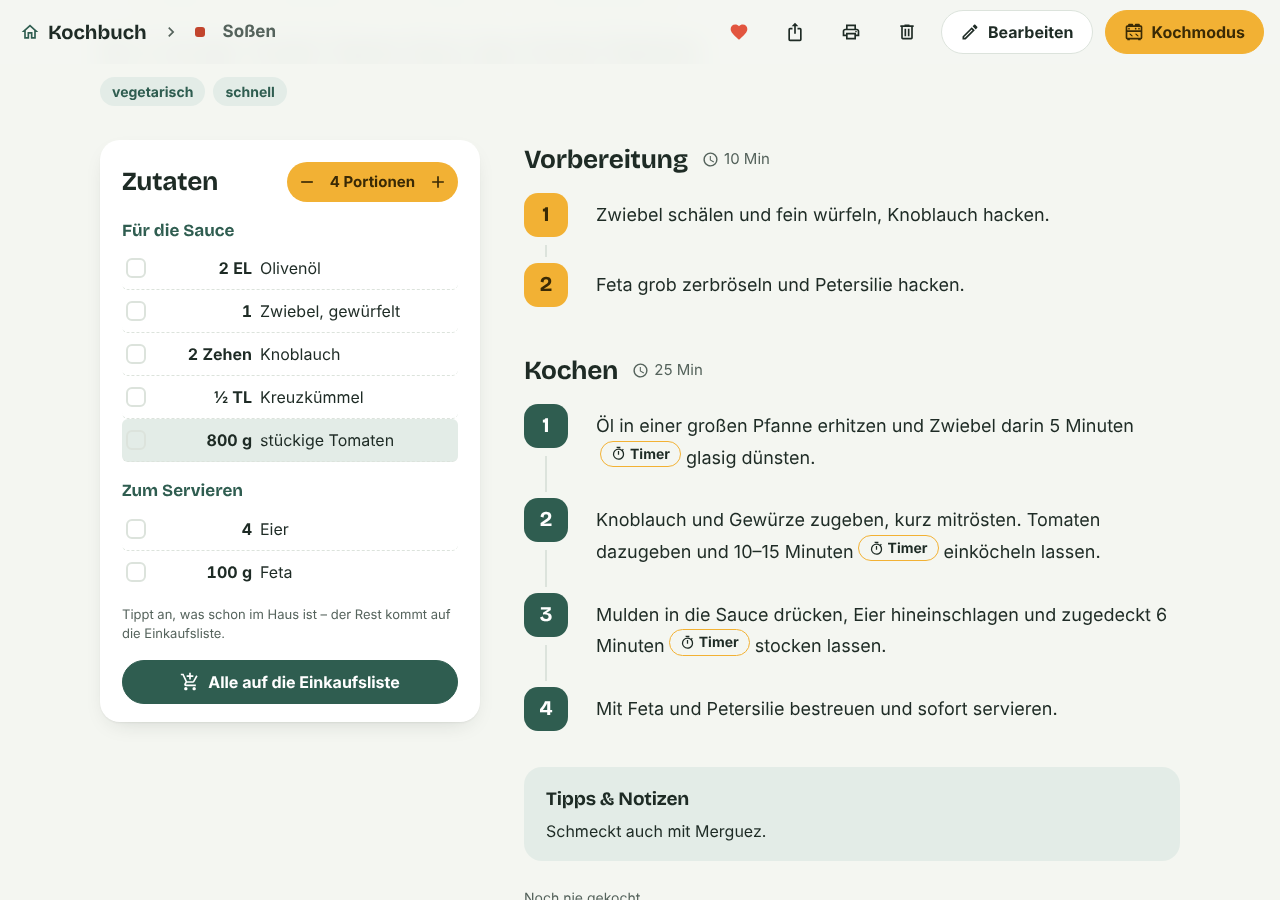 Kochbuch > Soßen
Bearbeiten
Kochmodus
vegetarisch
schnell
Zutaten
− 4 Portionen +
Für die Sauce
2 EL Olivenöl
1 Zwiebel, gewürfelt
2 Zehen Knoblauch
½ TL Kreuzkümmel
800 g stückige Tomaten
Zum Servieren
4 Eier
100 g Feta
Tippt an, was schon im Haus ist – der Rest kommt auf
die Einkaufsliste.
Alle auf die Einkaufsliste
Vorbereitung 10 Min
1 Zwiebel schälen und fein würfeln, Knoblauch hacken.
2 Feta grob zerbröseln und Petersilie hacken.
Kochen 25 Min
1 Öl in einer großen Pfanne erhitzen und Zwiebel darin 5 Minuten
Timer glasig dünsten.
2 Knoblauch und Gewürze zugeben, kurz mitrösten. Tomaten
dazugeben und 10–15 Minuten Timer einköcheln lassen.
3 Mulden in die Sauce drücken, Eier hineinschlagen und zugedeckt 6
Minuten Timer stocken lassen.
4 Mit Feta und Petersilie bestreuen und sofort servieren.
Tipps & Notizen
Schmeckt auch mit Merguez.
Noch nie gekocht